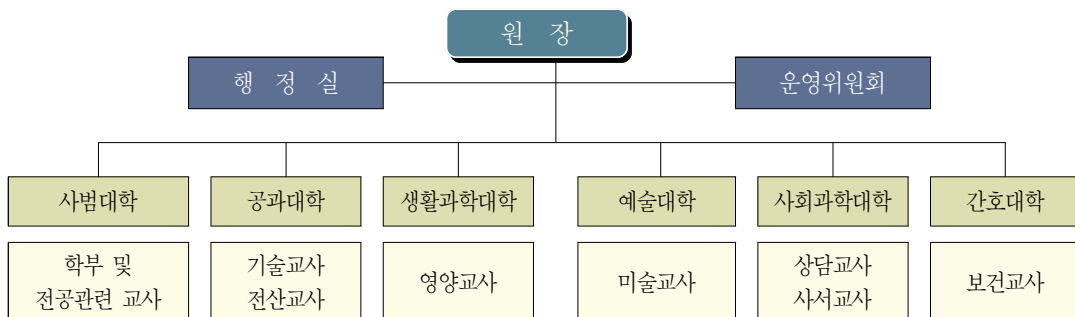 원 장
행 정 실
운영위원회
사범대학
공과대학
생활과학대학
예술대학
사회과학대학
간호대학
학부 및
전공관련 교사
기술교사
전산교사
영양교사
미술교사
상담교사
사서교사
보건교사